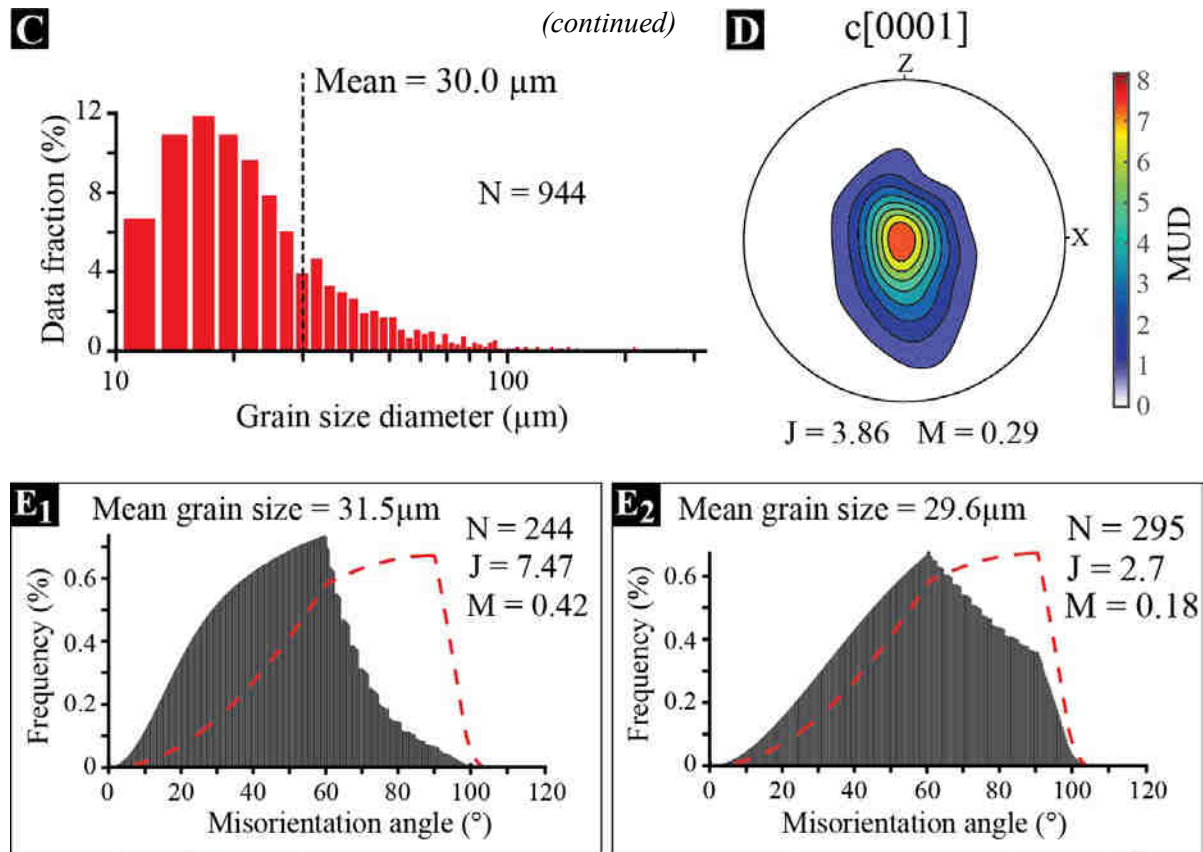 (continued)
C
Mean = 30.0 μm
N = 944
12
8
4
0
Data fraction (%)
10
100
Grain size diameter (μm)
D
c[0001]
Z
X
8
7
6
5
4
3
2
1
0
MUD
J = 3.86 M = 0.29
E1
Mean grain size = 31.5μm
N = 244
J = 7.47
M = 0.42
0.6
0.4
0.2
0
Frequency (%)
0 20 40 60 80 100 120
Misorientation angle (°)
E2
Mean grain size = 29.6μm
N = 295
J = 2.7
M = 0.18
0.6
0.4
0.2
0
Frequency (%)
0 20 40 60 80 100 120
Misorientation angle (°)